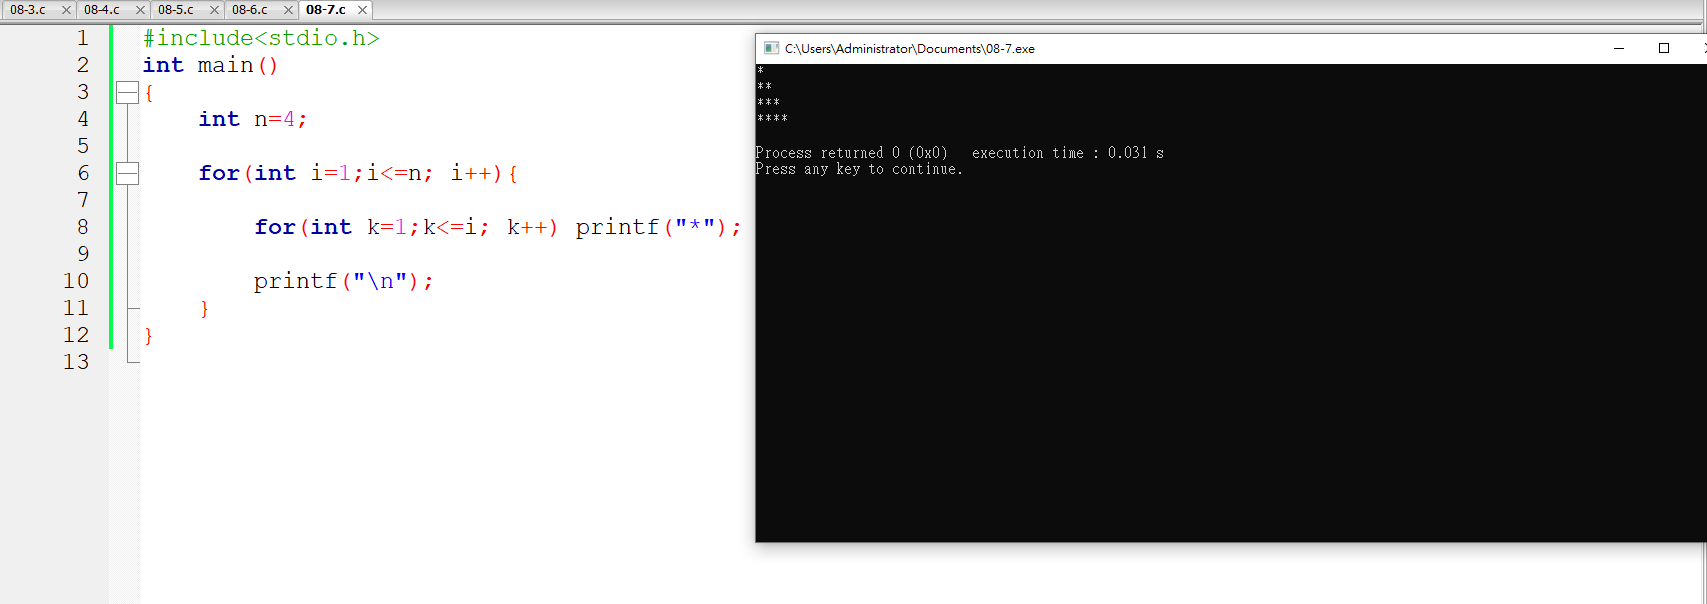 08-3.c 08-4.c 08-5.c 08-6.c 08-7.c
1 #include<stdio.h>
2 int main()
3 {
4 int n=4;
5
6 for(int i=1;i<=n; i++){
7
8 for(int k=1;k<=i; k++) printf("*");
9
10 printf("\n");
11 }
12 }
13
C:\Users\Administrator\Documents\08-7.exe
*
**
***
****
Process returned 0 (0x0) execution time : 0.031 s
Press any key to continue.